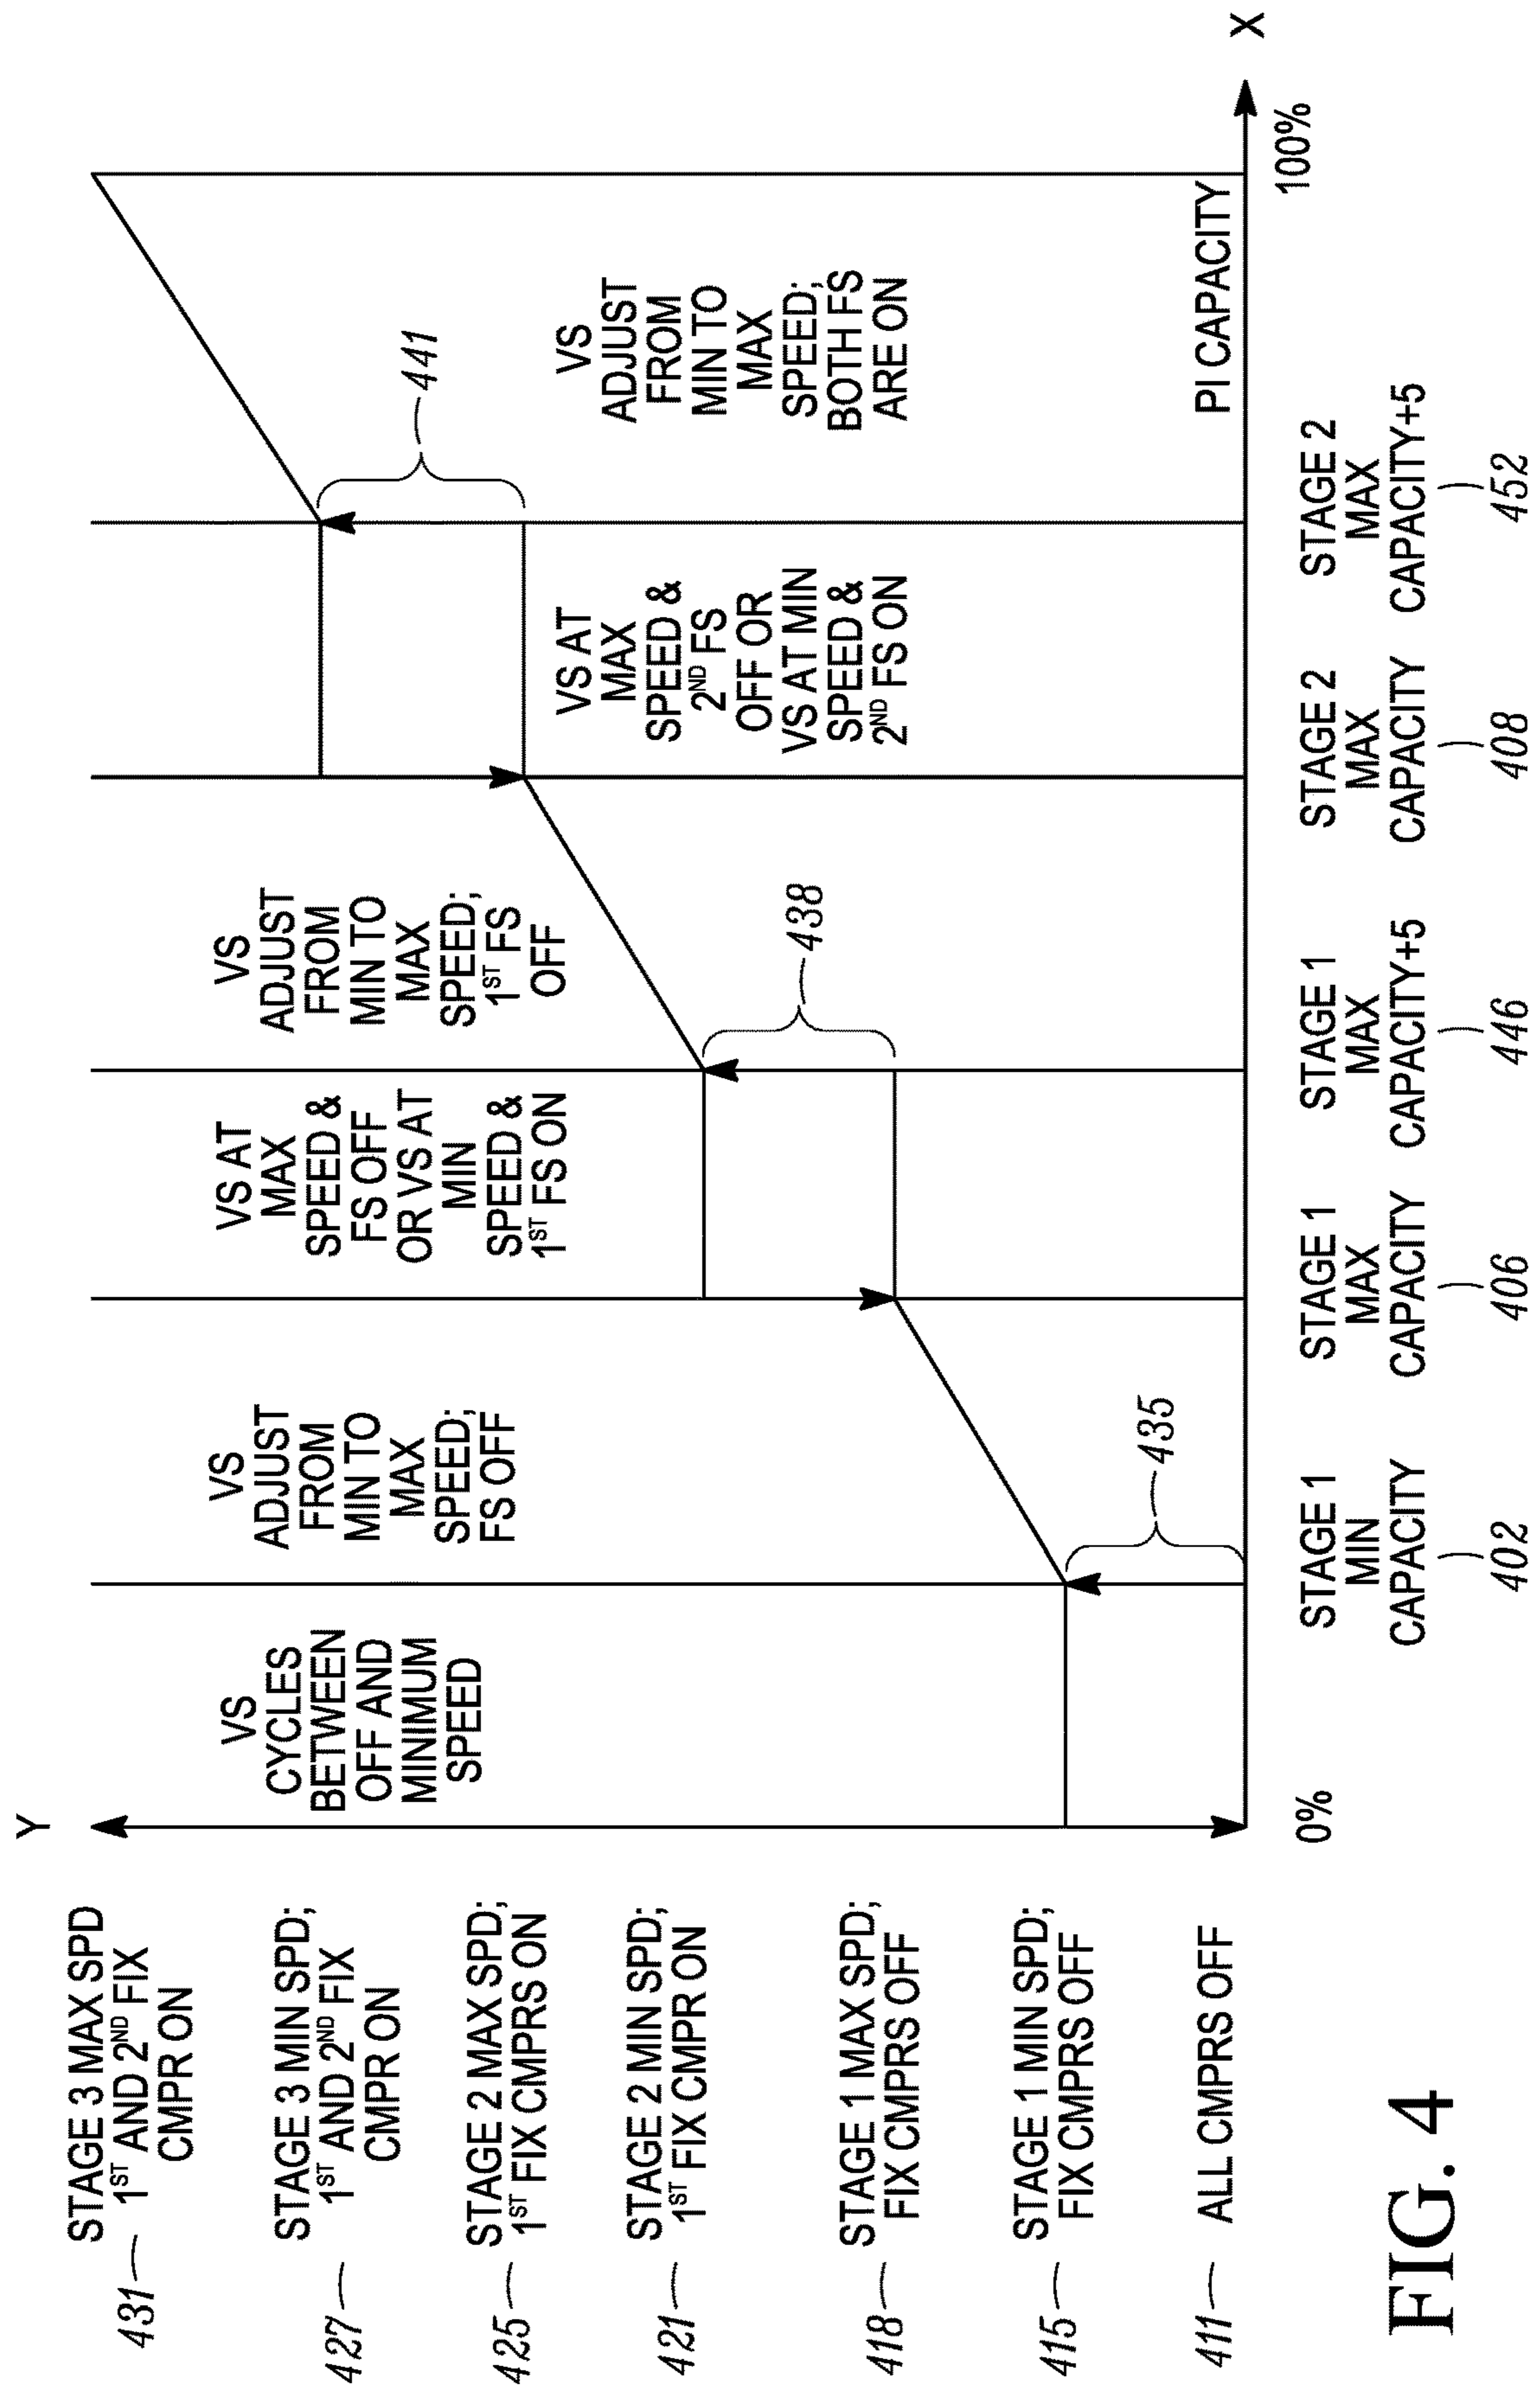 Y
STAGE 3 MAX SPD
1ST AND 2ND FIX
CMPR ON
431
STAGE 3 MIN SPD;
1ST AND 2ND FIX
CMPR ON
427
STAGE 2 MAX SPD;
1ST FIX CMPRS ON
425
STAGE 2 MIN SPD;
1ST FIX CMPR ON
421
STAGE 1 MAX SPD;
FIX CMPRS OFF
418
STAGE 1 MIN SPD;
FIX CMPRS OFF
415
ALL CMPRS OFF
411
VS
CYCLES
BETWEEN
OFF AND
MINIMUM
SPEED
VS
ADJUST
FROM
MIN TO
MAX
SPEED;
FS OFF
435
VS AT
MAX
SPEED &
FS OFF
OR VS AT
MIN
SPEED &
1ST FS ON
438
VS
ADJUST
FROM
MIN TO
MAX
SPEED;
1ST FS
OFF
VS AT
MAX
SPEED &
2ND FS
OFF OR
VS AT MIN
SPEED &
2ND FS ON
441
VS
ADJUST
FROM
MIN TO
MAX
SPEED;
BOTH FS
ARE ON
PI CAPACITY
X
0%
STAGE 1
MIN
CAPACITY
402
STAGE 1
MAX
CAPACITY
406
STAGE 1
MAX
CAPACITY+5
446
STAGE 2
MAX
CAPACITY
408
STAGE 2
MAX
CAPACITY+5
452
100%
FIG. 4